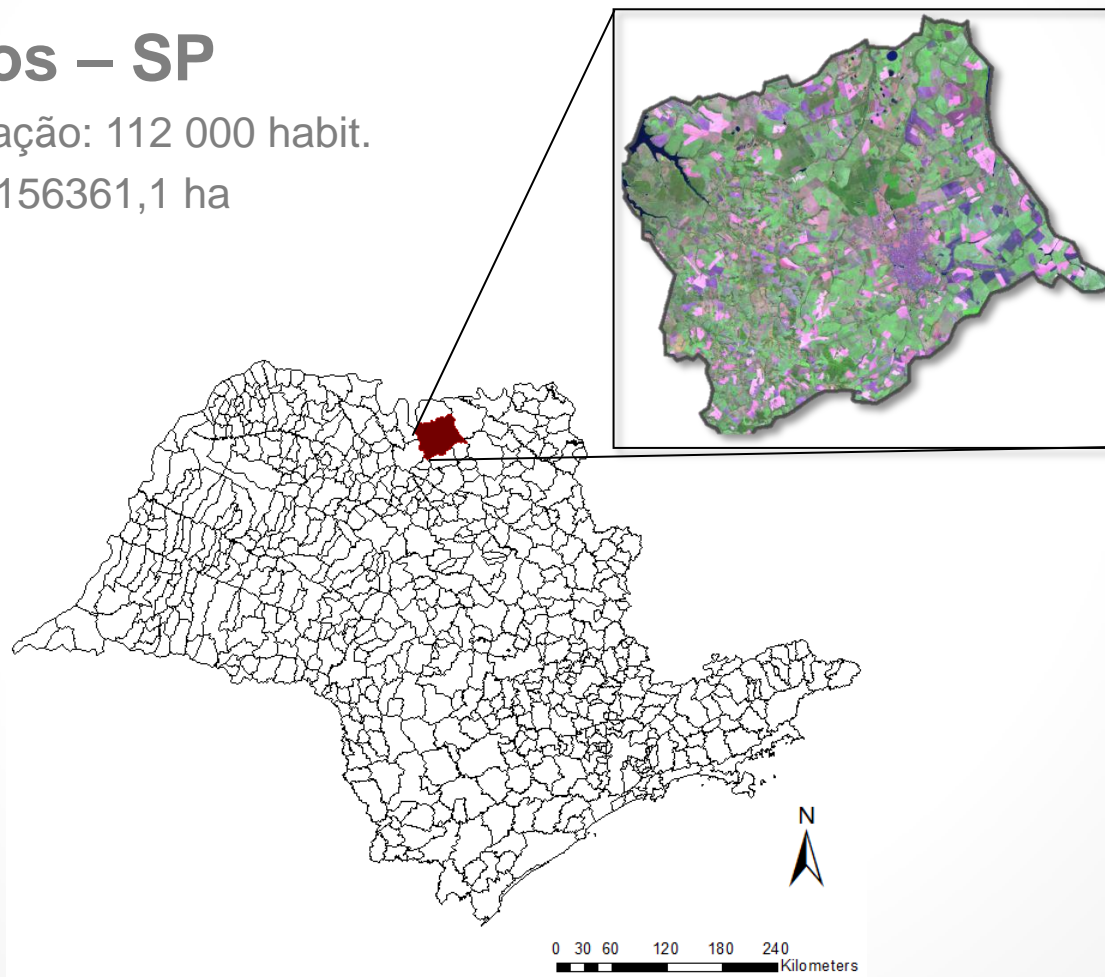 os – SP
ação: 112 000 habit.
156361,1 ha
N
0 30 60 120 180 240
Kilometers